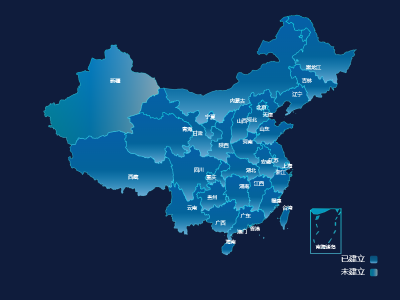 黑龙江
新疆
吉林
辽宁
内蒙古
北京
天津
宁夏
山西
河北
青海
甘肃
山东
陕西
河南
西藏
四川
重庆
湖北
安徽
江苏
上海
浙江
湖南
江西
贵州
云南
福建
台湾
广西
广东
香港
澳门
海南
南海诸岛
已建立
未建立